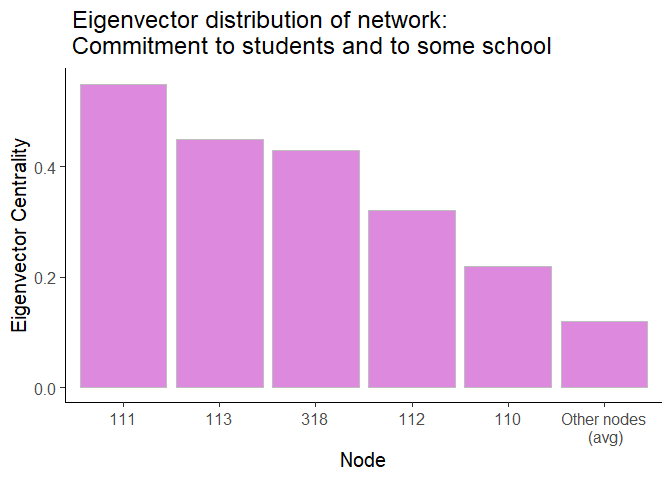 Eigenvector distribution of network:
Commitment to students and to some school
Eigenvector Centrality
0.4
0.2
0.0
111 113 318 112 110 Other nodes
(avg)
Node